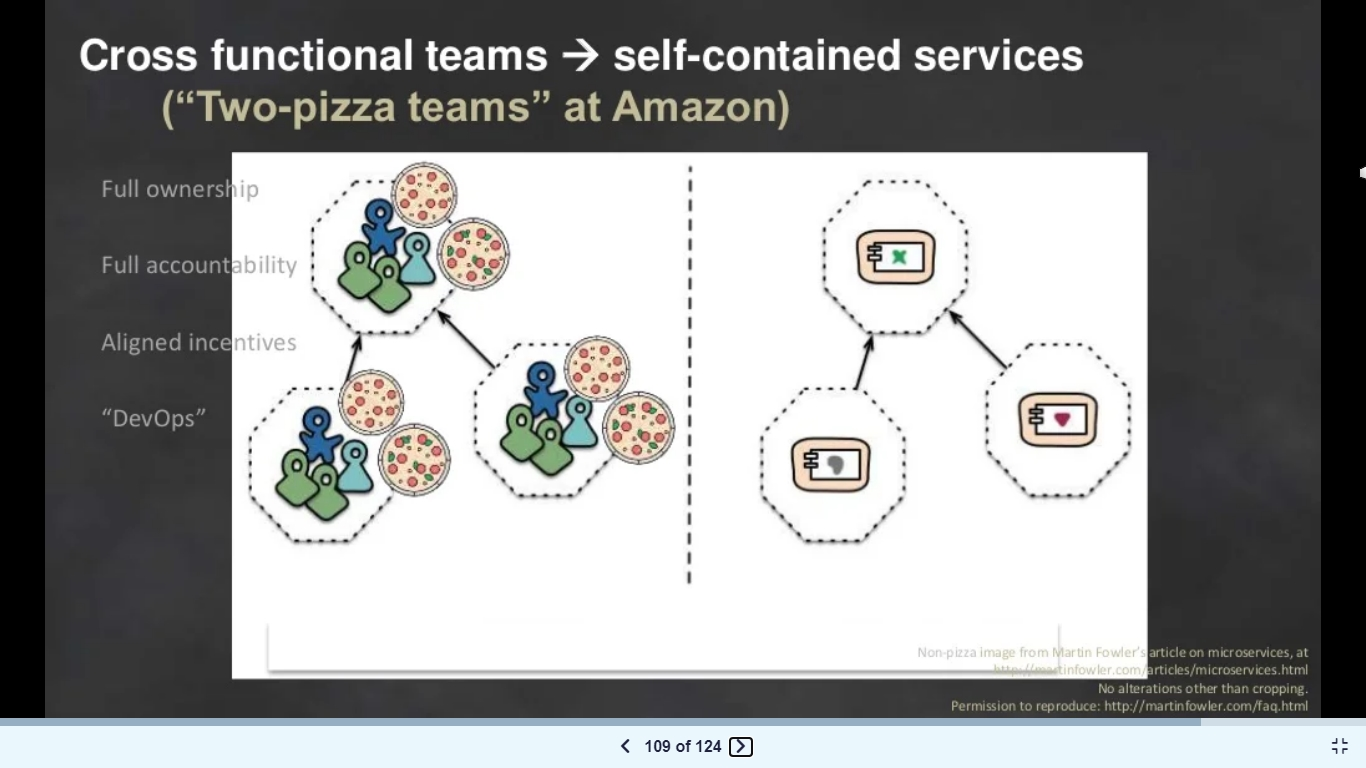 Cross functional teams → self-contained services
(“Two-pizza teams” at Amazon)
Full ownership
Full accountability
Aligned incentives
“DevOps”
Non-pizza image from Martin Fowler's article on microservices, at
http://martinfowler.com/articles/microservices.html
No alterations other than cropping.
Permission to reproduce: http://martinfowler.com/faq.html
109 of 124